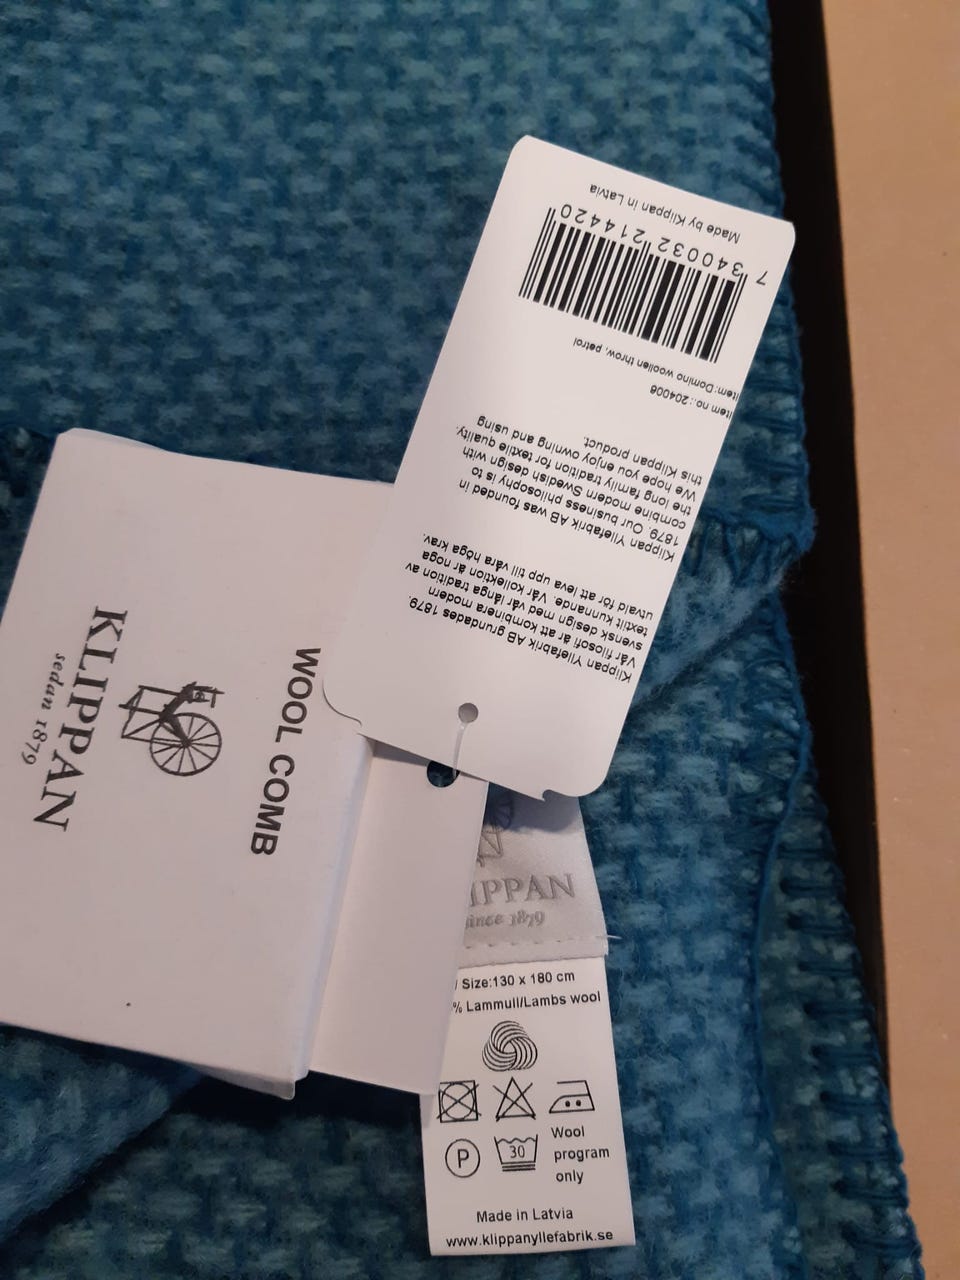 Klippan Yllefabrik AB grundades 1879.
Vår filosofi är att kombinera modern
svensk design med vår långa tradition av
textilt kunnande. Vår kollektion är noga
utvald för att leva upp till våra höga krav.
Klippan Yllefabrik AB was founded in
1879. Our business philosophy is to
combine modern Swedish design with
the long family tradition for textile quality.
We hope you enjoy owning and using
this Klippan product.
Item no.: 204006
Item: Domino woollen throw, petrol
7 340032 214420
Made by Klippan in Latvia
KLIPPAN
sedan 1879
WOOL COMB
IPPAN
since 1879
Size:130 x 180 cm
% Lammull/Lambs wool
P
30
Wool
program
only
Made in Latvia
www.klippanyllefabrik.se